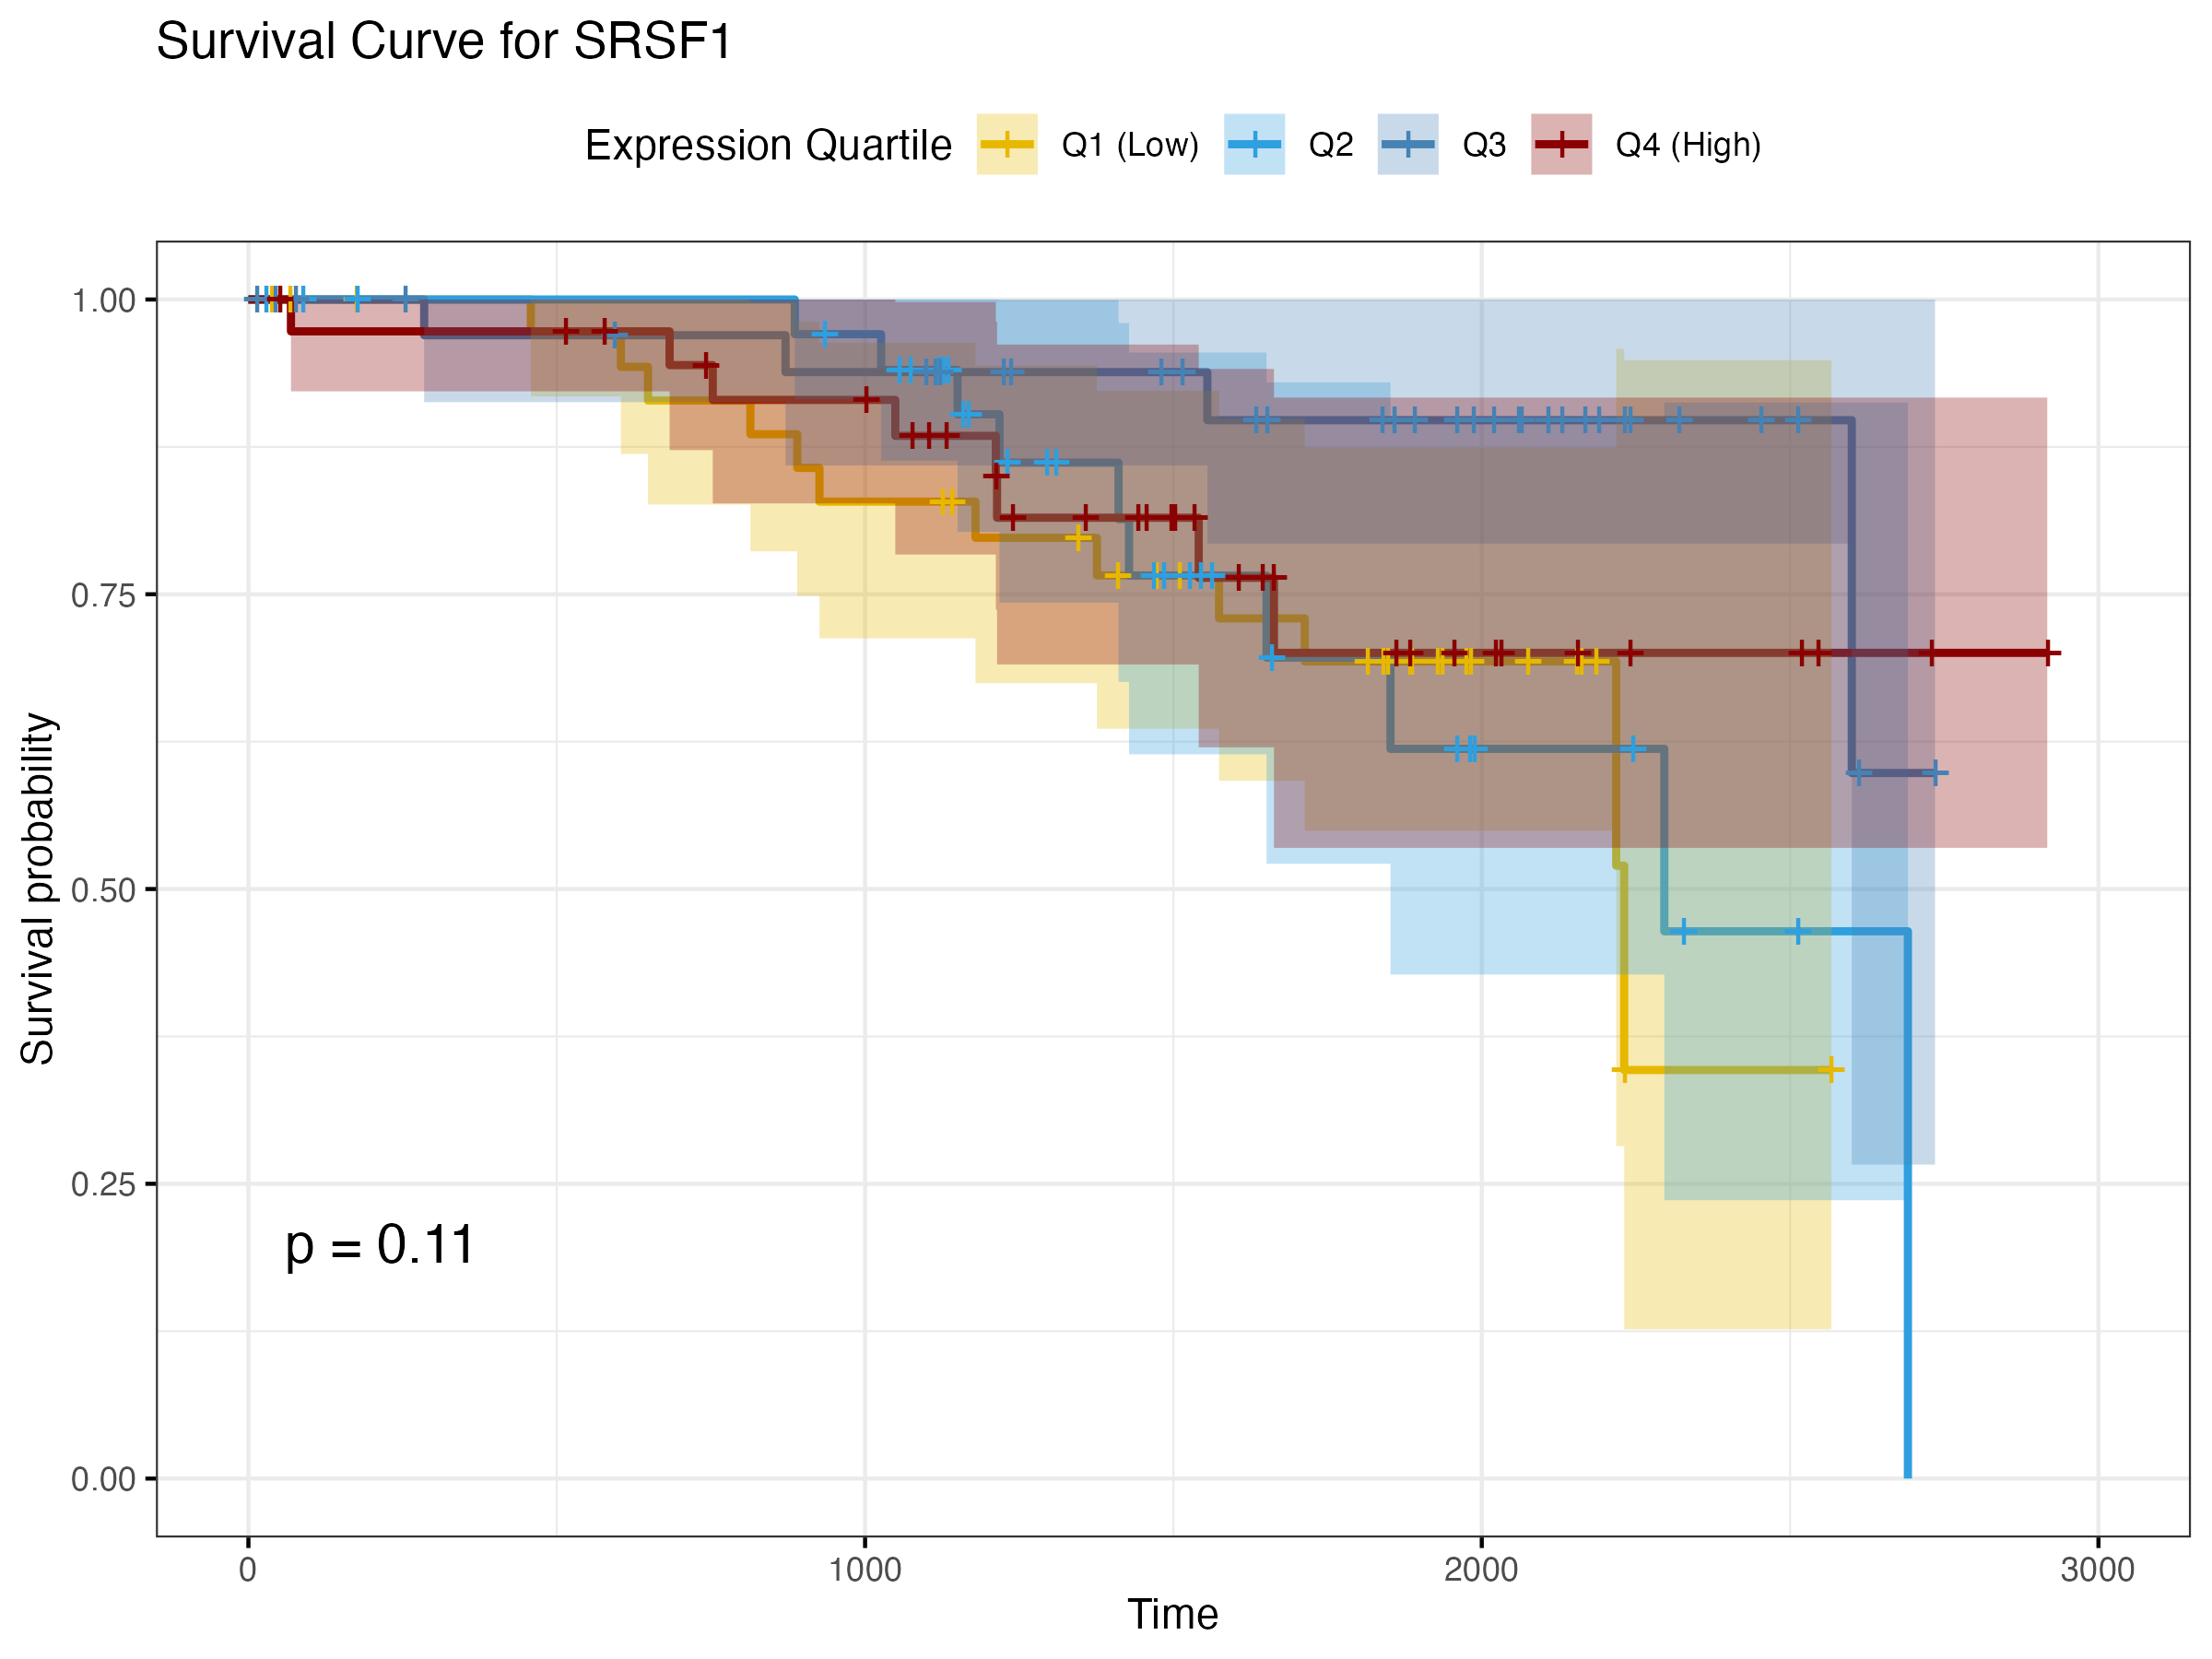 Survival Curve for SRSF1
Expression Quartile Q1 (Low) Q2 Q3 Q4 (High)
1.00
0.75
0.50
0.25
0.00
Survival probability
p = 0.11
0 1000 2000 3000
Time